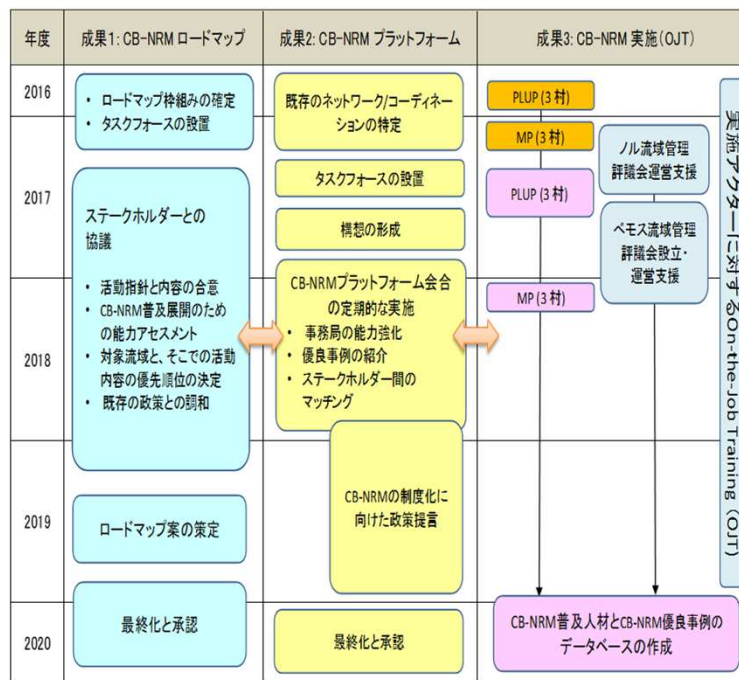 年度
成果1: CB-NRM ロードマップ
成果2: CB-NRM プラットフォーム
成果3: CB-NRM 実施(OJT)
2016
2017
2018
2019
2020
• ロードマップ枠組みの確定
• タスクフォースの設置
ステークホルダーとの
協議
• 活動指針と内容の合意
• CB-NRM普及展開のため
の能力アセスメント
• 対象流域と、そこでの活動
内容の優先順位の決定
• 既存の政策との調和
ロードマップ案の策定
最終化と承認
既存のネットワーク/コーディネー
ションの特定
タスクフォースの設置
構想の形成
CB-NRMプラットフォーム会合
の定期的な実施
• 事務局の能力強化
• 優良事例の紹介
• ステークホルダー間の
マッチング
CB-NRMの制度化に
向けた政策提言
最終化と承認
PLUP (3 村)
MP (3 村)
PLUP (3 村)
MP (3 村)
ノル流域管理
評議会運営支援
ベモス流域管理
評議会設立・
運営支援
CB-NRM普及人材とCB-NRM優良事例の
データベースの作成
実施アクターに対するOn-the-Job Training (OJT)